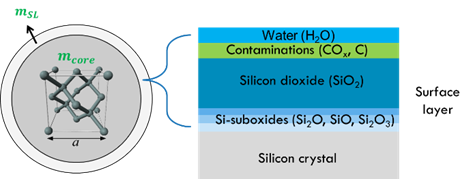 m_SL
m_core
a
Water (H₂O)
Contaminations (COₓ, C)
Silicon dioxide (SiO₂)
Si-suboxides (Si₂O, SiO, Si₂O₃)
Silicon crystal
Surface
layer